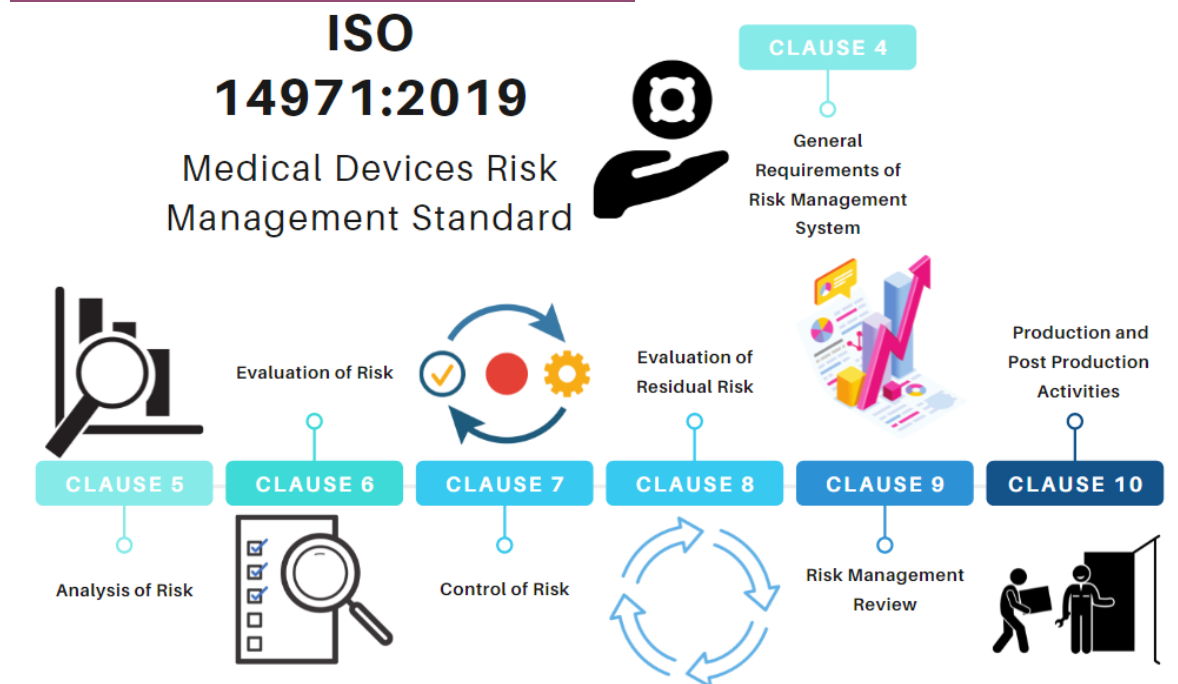 ISO
14971:2019
Medical Devices Risk
Management Standard
CLAUSE 4
General
Requirements of
Risk Management
System
Evaluation of Risk
Evaluation of
Residual Risk
Production and
Post Production
Activities
CLAUSE 5
CLAUSE 6
CLAUSE 7
CLAUSE 8
CLAUSE 9
CLAUSE 10
Analysis of Risk
Control of Risk
Risk Management
Review